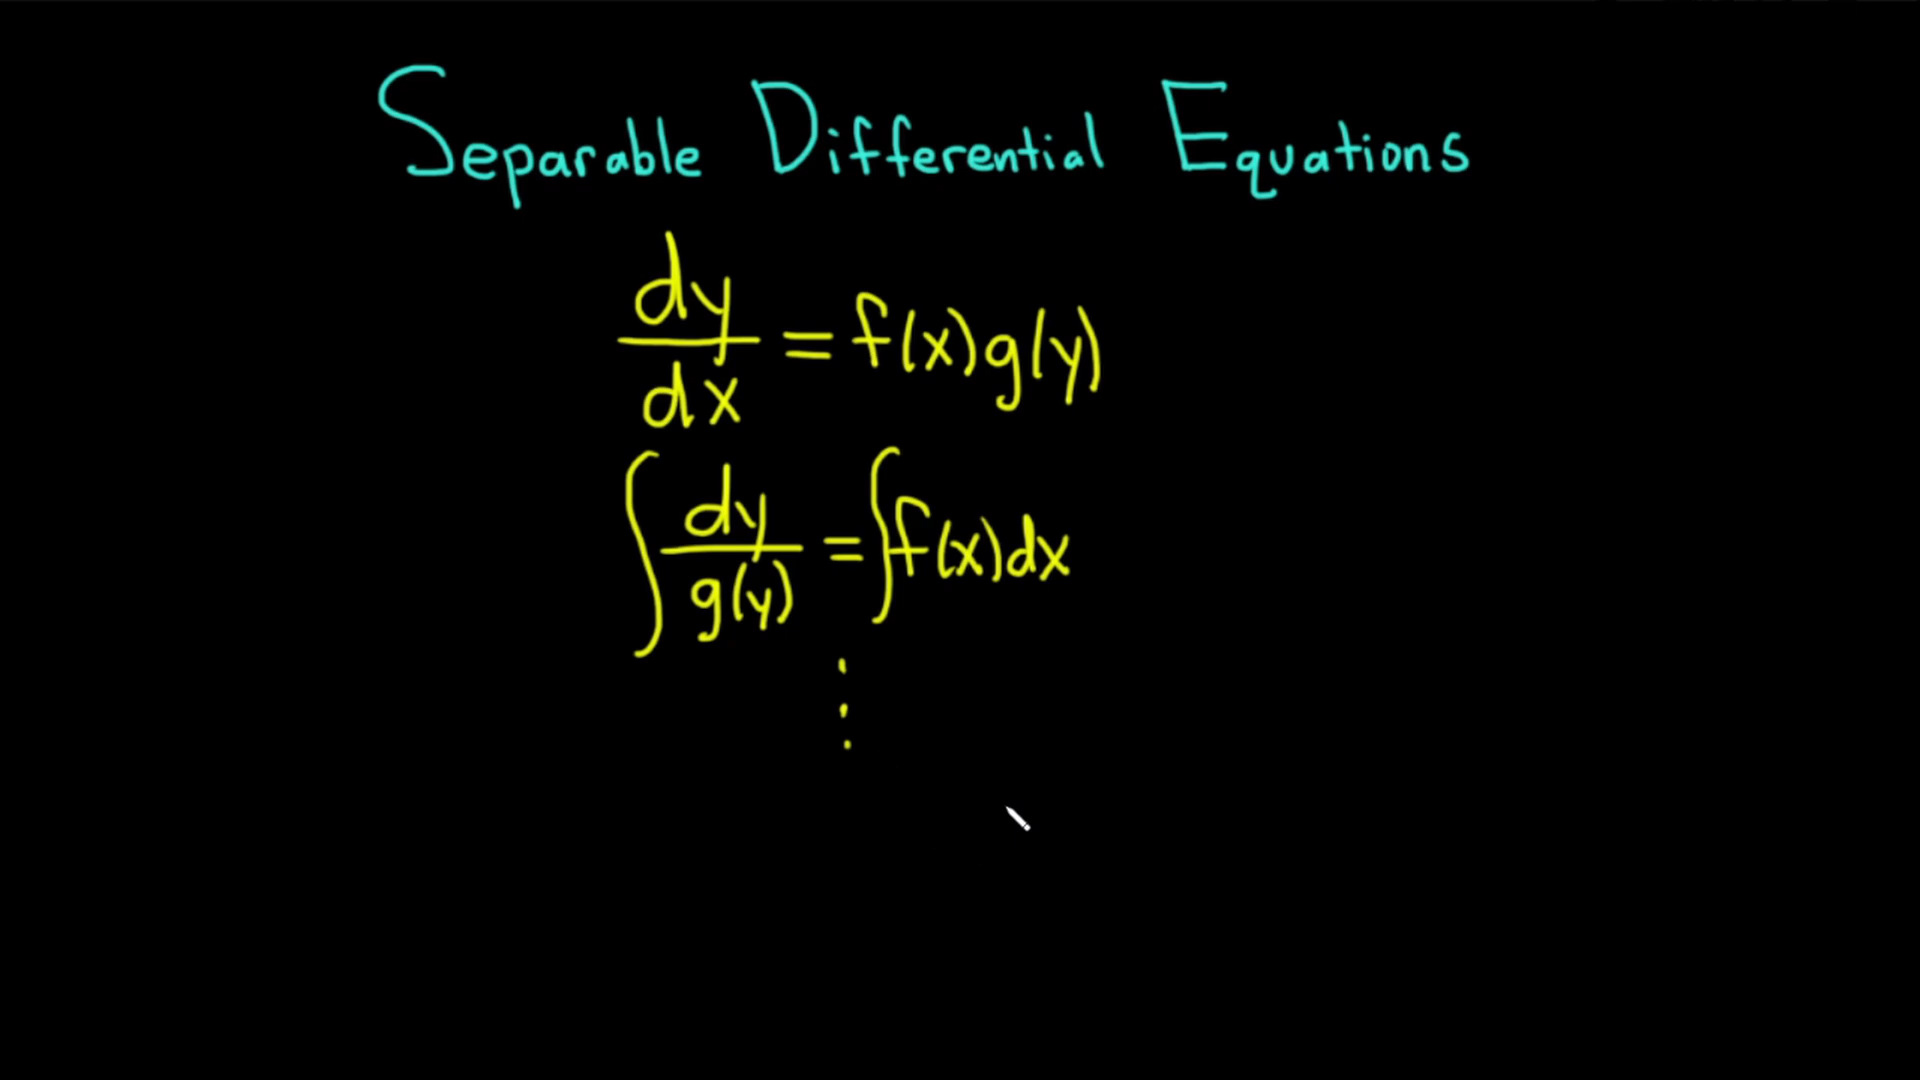 Separable Differential Equations
dy/dx = f(x)g(y)
∫ dy/g(y) = ∫ f(x)dx
⋮